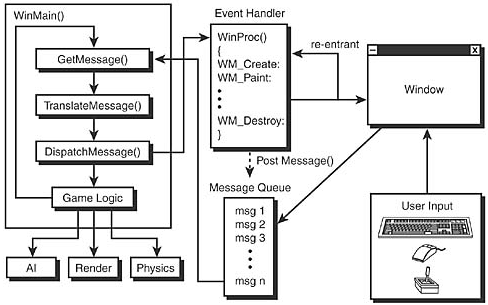 WinMain()
GetMessage()
TranslateMessage()
DispatchMessage()
Game Logic
AI
Render
Physics
Event Handler
WinProc()
{
WM_Create:
WM_Paint:
WM_Destroy:
}
re-entrant
Post Message()
Message Queue
msg 1
msg 2
msg 3
msg n
Window
User Input